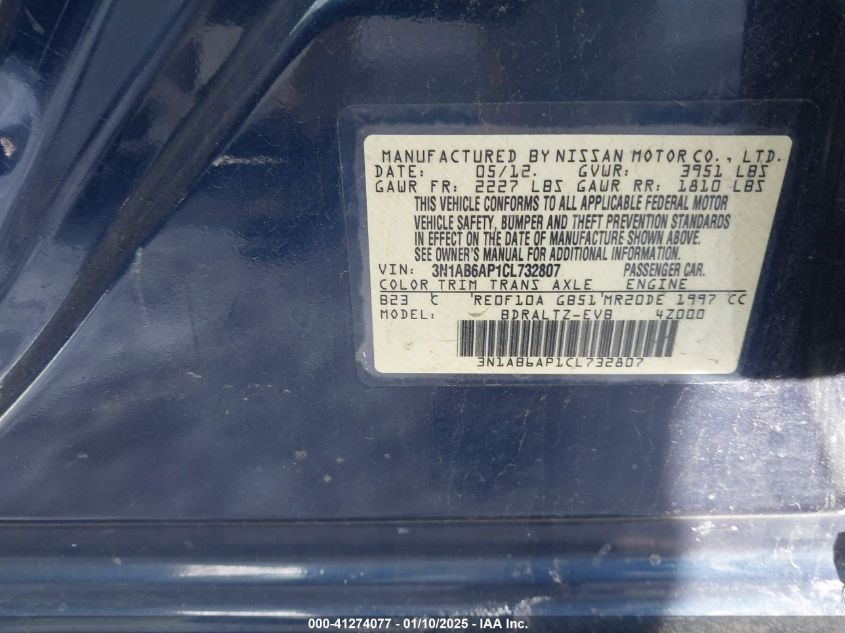 MANUFACTURED BY NISSAN MOTOR CO., LTD.
DATE: 05/12. GVWR: 3951 LBS
GAWR FR: 2227 LBS GAWR RR: 1810 LBS
THIS VEHICLE CONFORMS TO ALL APPLICABLE FEDERAL MOTOR
VEHICLE SAFETY, BUMPER AND THEFT PREVENTION STANDARDS
IN EFFECT ON THE DATE OF MANUFACTURE SHOWN ABOVE.
SEE OWNER'S MANUAL FOR ADDITIONAL INFORMATION.
VIN: 3N1AB6AP1CL732807 PASSENGER CAR.
COLOR TRIM TRANS AXLE ENGINE
B23 C 'RE0F10A GB51'MR20DE 1997 CC
MODEL: BDRALTZ-EVB 4Z000
3N1AB6AP1CL732807
000-41274077 - 01/10/2025 - IAAI.COM